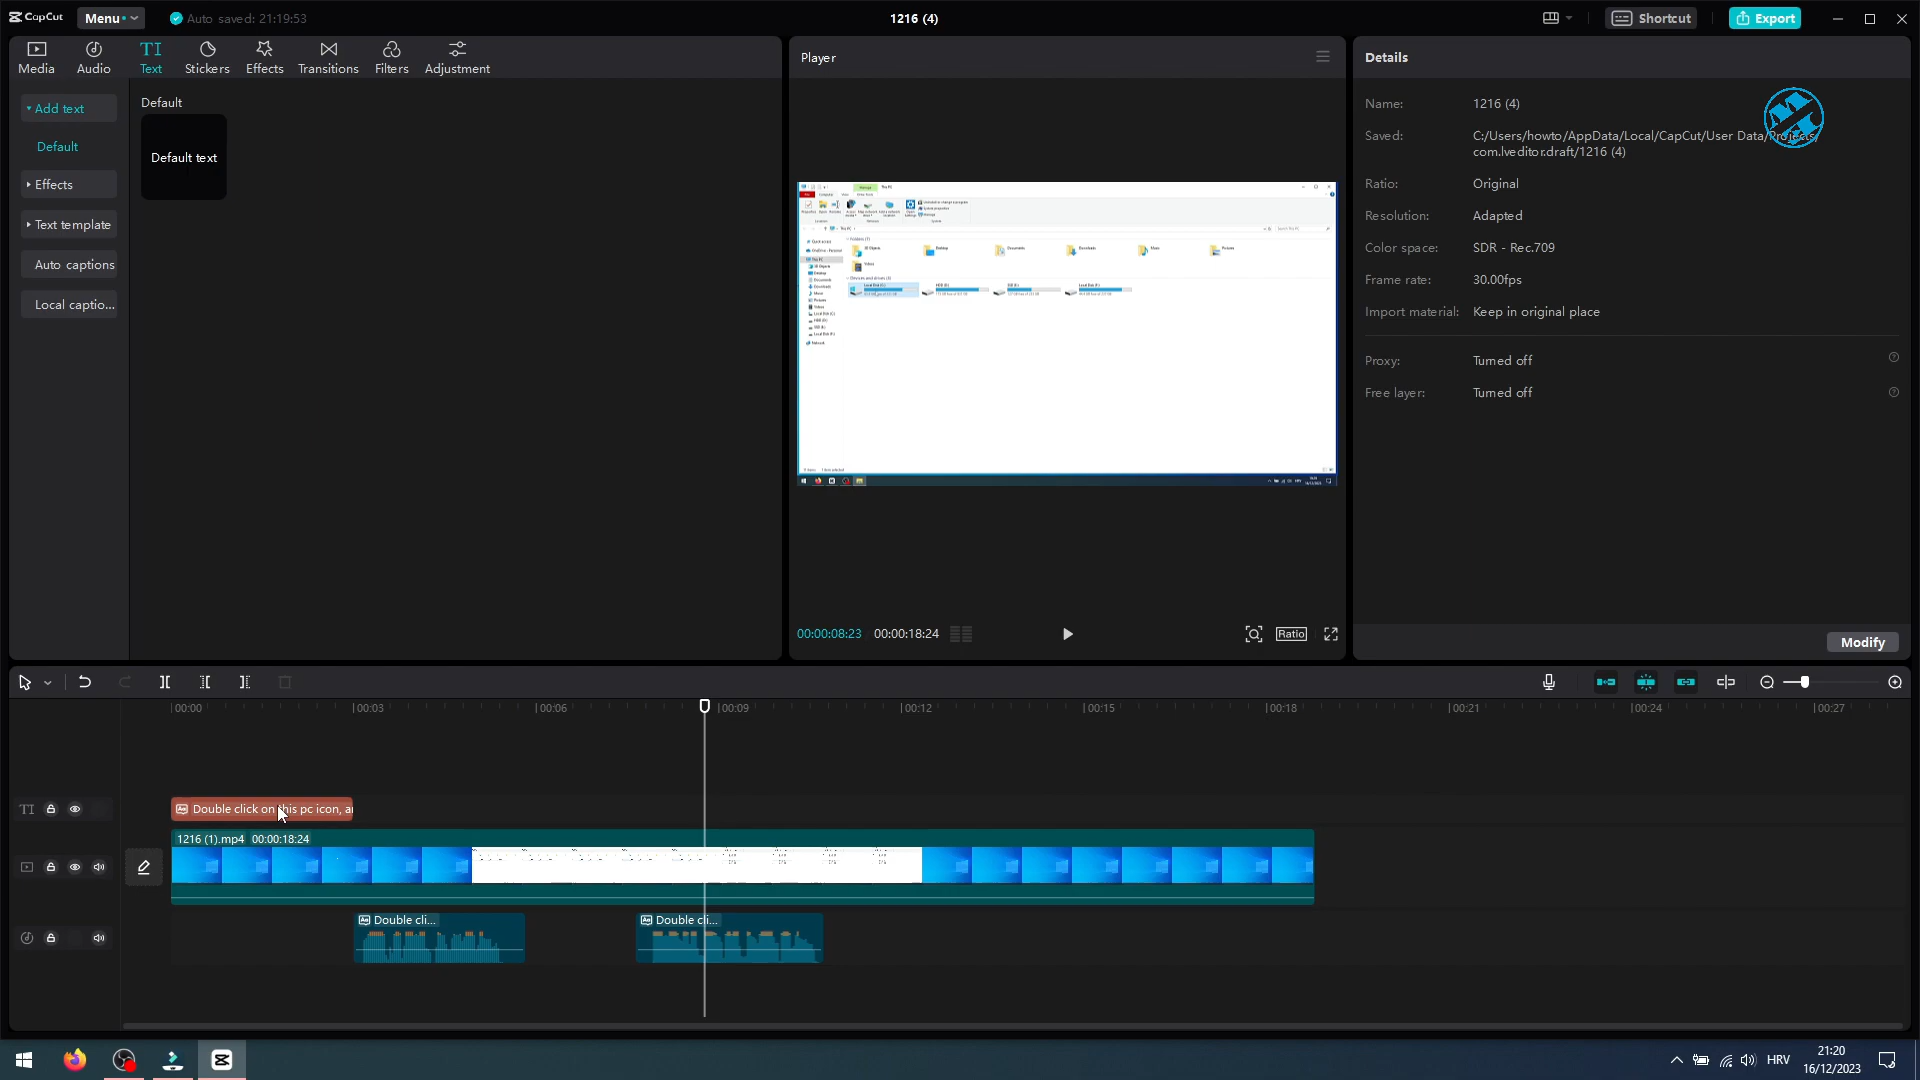 CapCut
Menu
Auto saved: 21:19:53
1216 (4)
Shortcut
Export
Media
Audio
TI
Text
Stickers
Effects
Transitions
Filters
Adjustment
Add text
Default
Effects
Text template
Auto captions
Local captio...
Default
Default text
Player
00:00:08:23
00:00:18:24
Ratio
Details
Name: 1216 (4)
Saved: C:/Users/howto/AppData/Local/CapCut/User Data/Projects/
com.lveditor.draft/1216 (4)
Ratio: Original
Resolution: Adapted
Color space: SDR - Rec.709
Frame rate: 30.00fps
Import material: Keep in original place
Proxy: Turned off
Free layer: Turned off
Modify
00:00
00:03
00:06
00:09
00:12
00:15
00:18
00:21
00:24
00:27
TI
Double click on this pc icon, a
1216 (1).mp4 00:00:18:24
Double cli...
Double cli...
HRV
21:20
16/12/2023